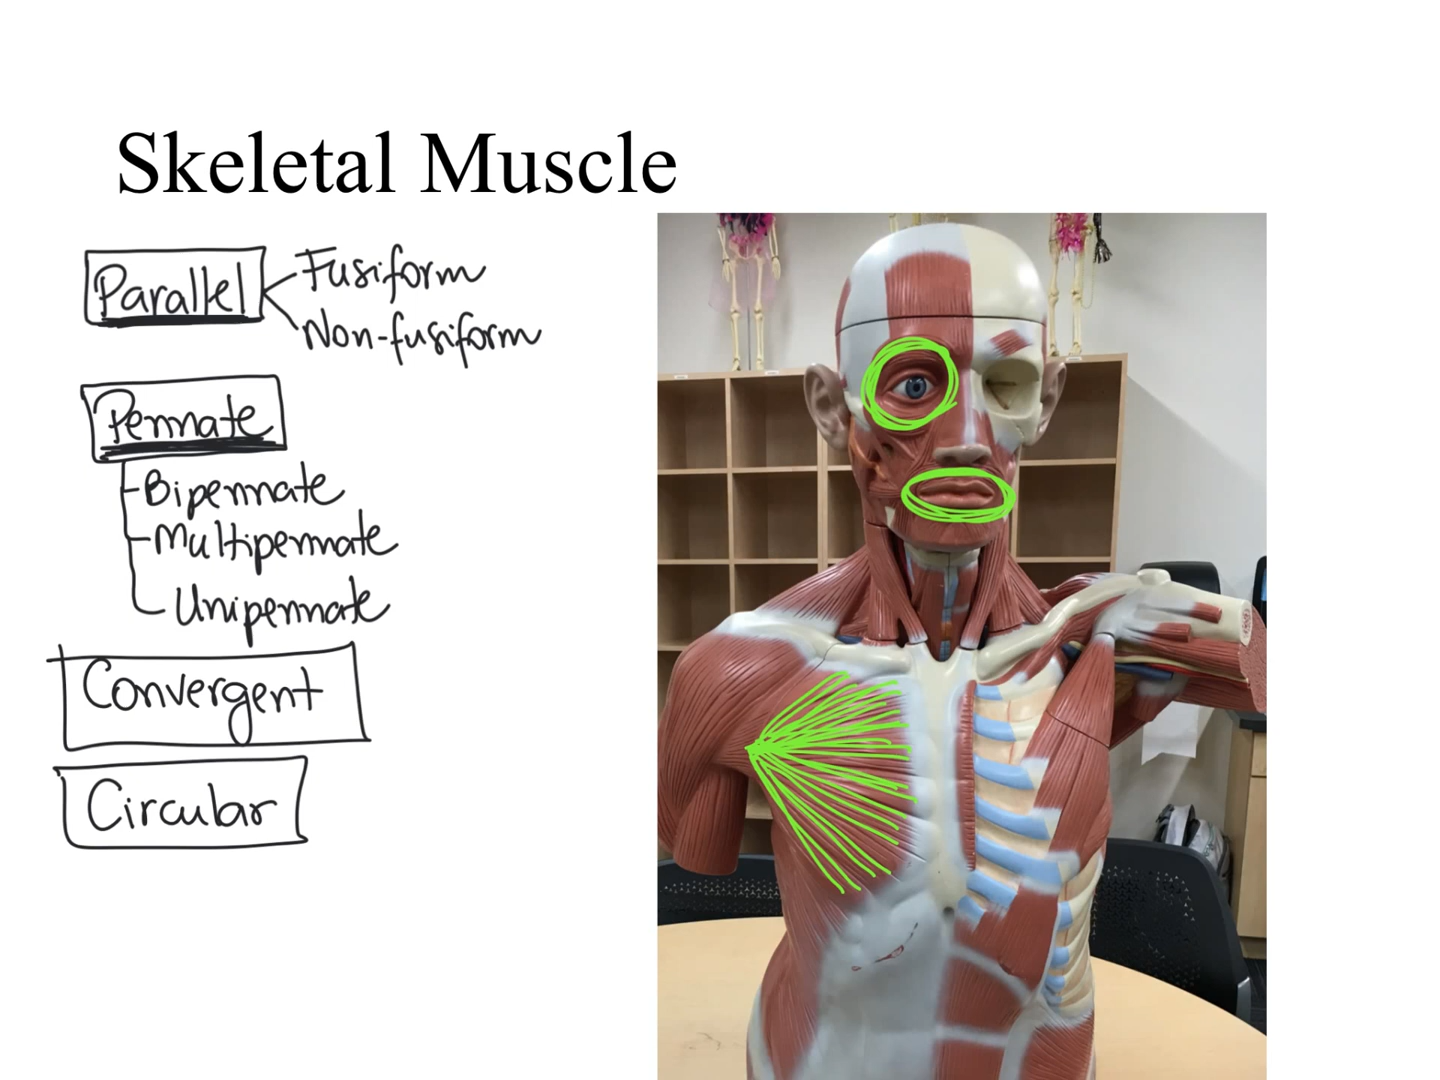 Skeletal Muscle
Parallel
Fusiform
Non-fusiform
Pennate
Bipennate
Multipennate
Unipennate
Convergent
Circular